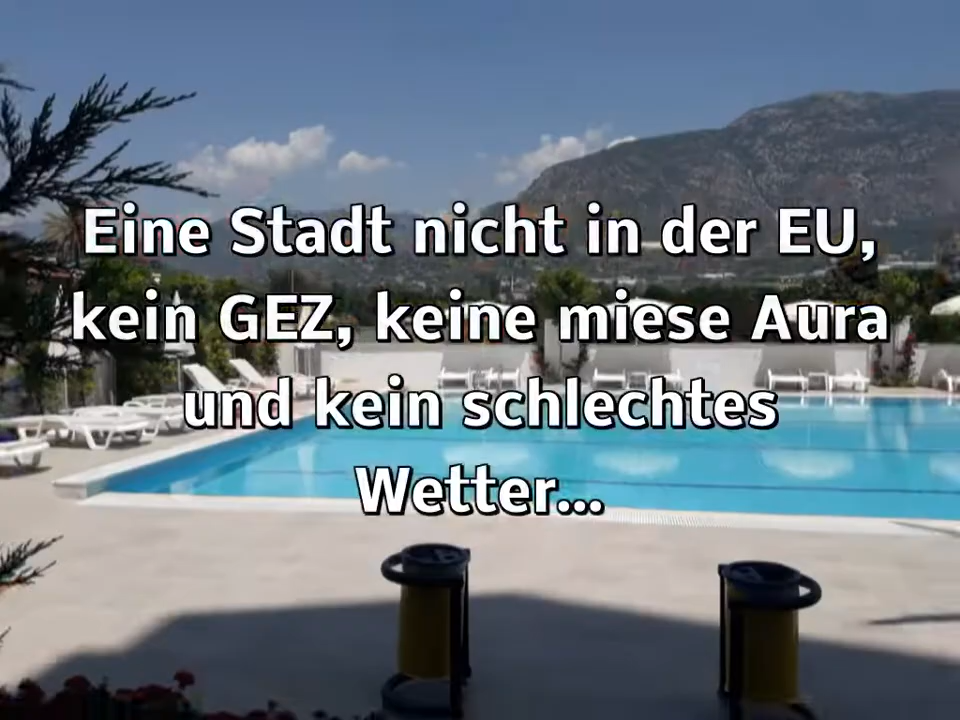 Eine Stadt nicht in der EU,
kein GEZ, keine miese Aura
und kein schlechtes
Wetter...